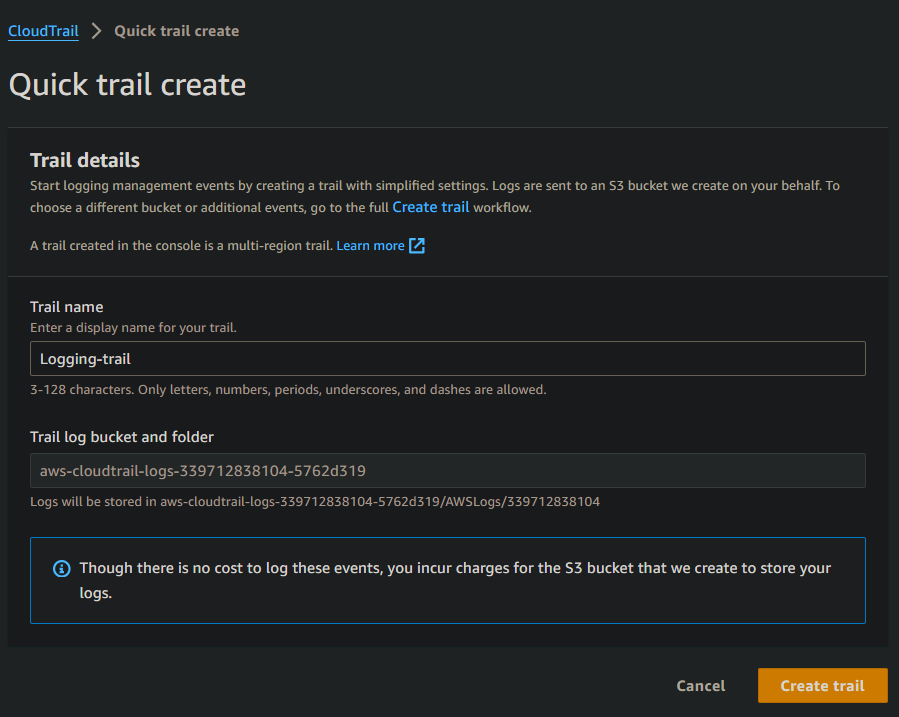 CloudTrail > Quick trail create
Quick trail create
Trail details
Start logging management events by creating a trail with simplified settings. Logs are sent to an S3 bucket we create on your behalf. To
choose a different bucket or additional events, go to the full Create trail workflow.
A trail created in the console is a multi-region trail. Learn more
Trail name
Enter a display name for your trail.
Logging-trail
3-128 characters. Only letters, numbers, periods, underscores, and dashes are allowed.
Trail log bucket and folder
aws-cloudtrail-logs-339712838104-5762d319
Logs will be stored in aws-cloudtrail-logs-339712838104-5762d319/AWSLogs/339712838104
Though there is no cost to log these events, you incur charges for the S3 bucket that we create to store your
logs.
Cancel
Create trail